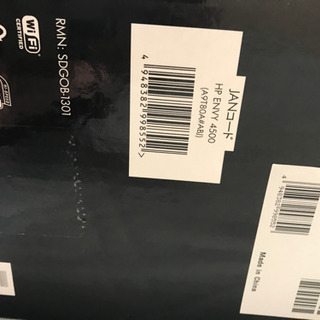 Wi Fi
CERTIFIED
RMN: SDGOB-1301
JANコード
HP ENVY 4500
(A9T80A#ABJ)
4 948382 998592 >
Made in China